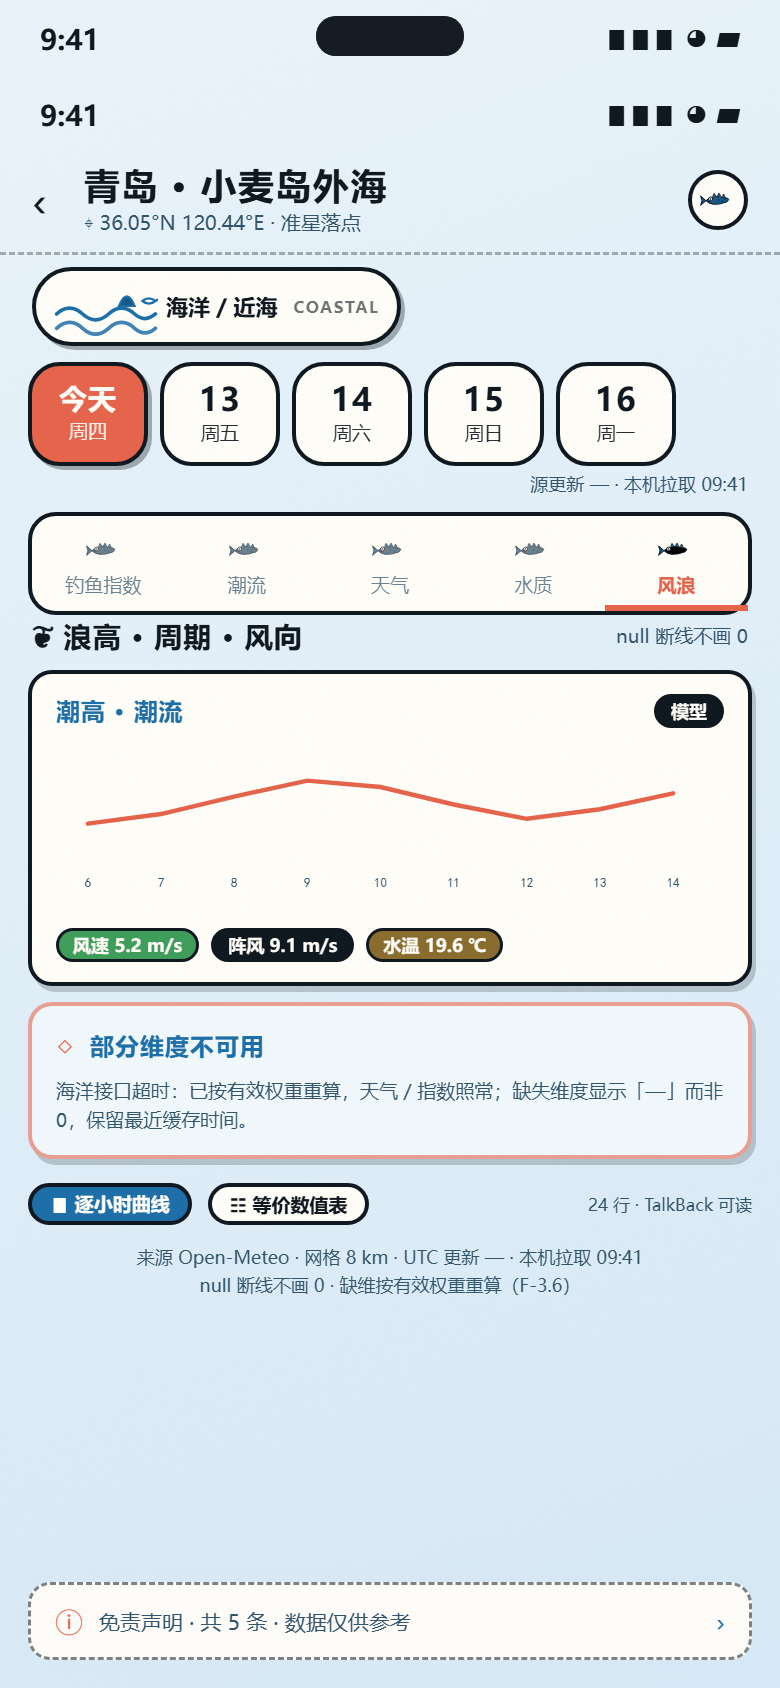 9:41
9:41
‹ 青岛 · 小麦岛外海
⌖ 36.05°N 120.44°E · 准星落点
海洋 / 近海 COASTAL
今天 13 14 15 16
周四 周五 周六 周日 周一
源更新 — · 本机拉取 09:41
钓鱼指数 潮流 天气 水质 风浪
❦ 浪高 · 周期 · 风向 null 断线不画 0
潮高 · 潮流 模型
6 7 8 9 10 11 12 13 14
风速 5.2 m/s 阵风 9.1 m/s 水温 19.6 ℃
◇ 部分维度不可用
海洋接口超时：已按有效权重重算，天气 / 指数照常；缺失维度显示「—」而非
0，保留最近缓存时间。
逐小时曲线 ☷ 等价数值表 24 行 · TalkBack 可读
来源 Open-Meteo · 网格 8 km · UTC 更新 — · 本机拉取 09:41
null 断线不画 0 · 缺维按有效权重重算（F-3.6）
ⓘ 免责声明 · 共 5 条 · 数据仅供参考 ›